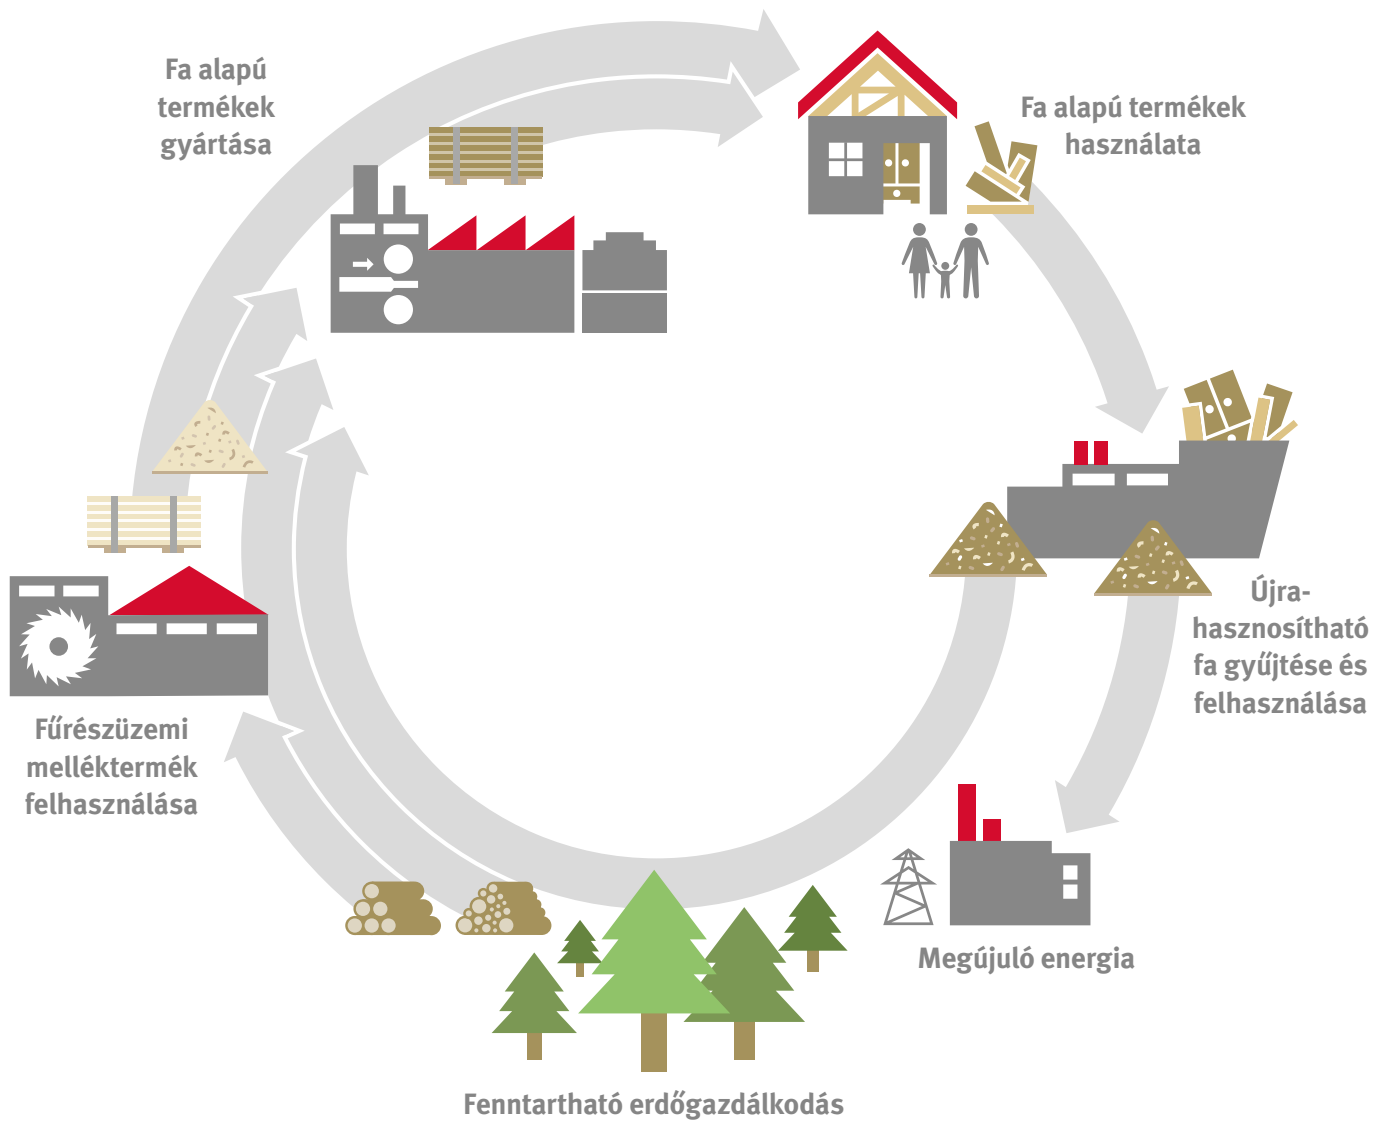 Fa alapú
termékek
gyártása
Fa alapú termékek
használata
Újra-
hasznosítható
fa gyűjtése és
felhasználása
Fűrészüzemi
melléktermék
felhasználása
Megújuló energia
Fenntartható erdőgazdálkodás